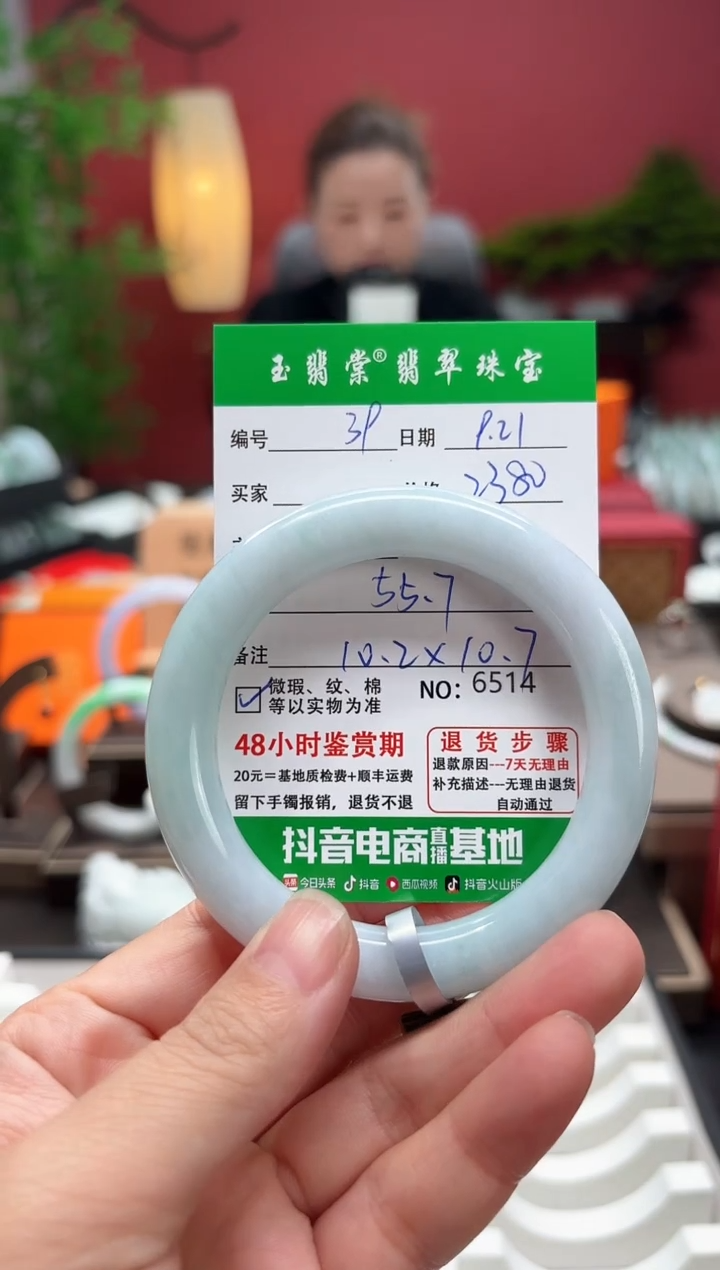 玉翡棠®翡翠珠宝
编号 日期 9.21
买家 2380
55.7
备注 10.2×10.7
微瑕、纹、棉
等以实物为准
NO: 6514
48小时鉴赏期
20元=基地质检费+顺丰运费
留下手镯报销，退货不退
退货步骤
退款原因---7天无理由
补充描述---无理由退货
自动通过
抖音电商直播基地
头条 今日头条 抖音 西瓜视频 抖音火山版